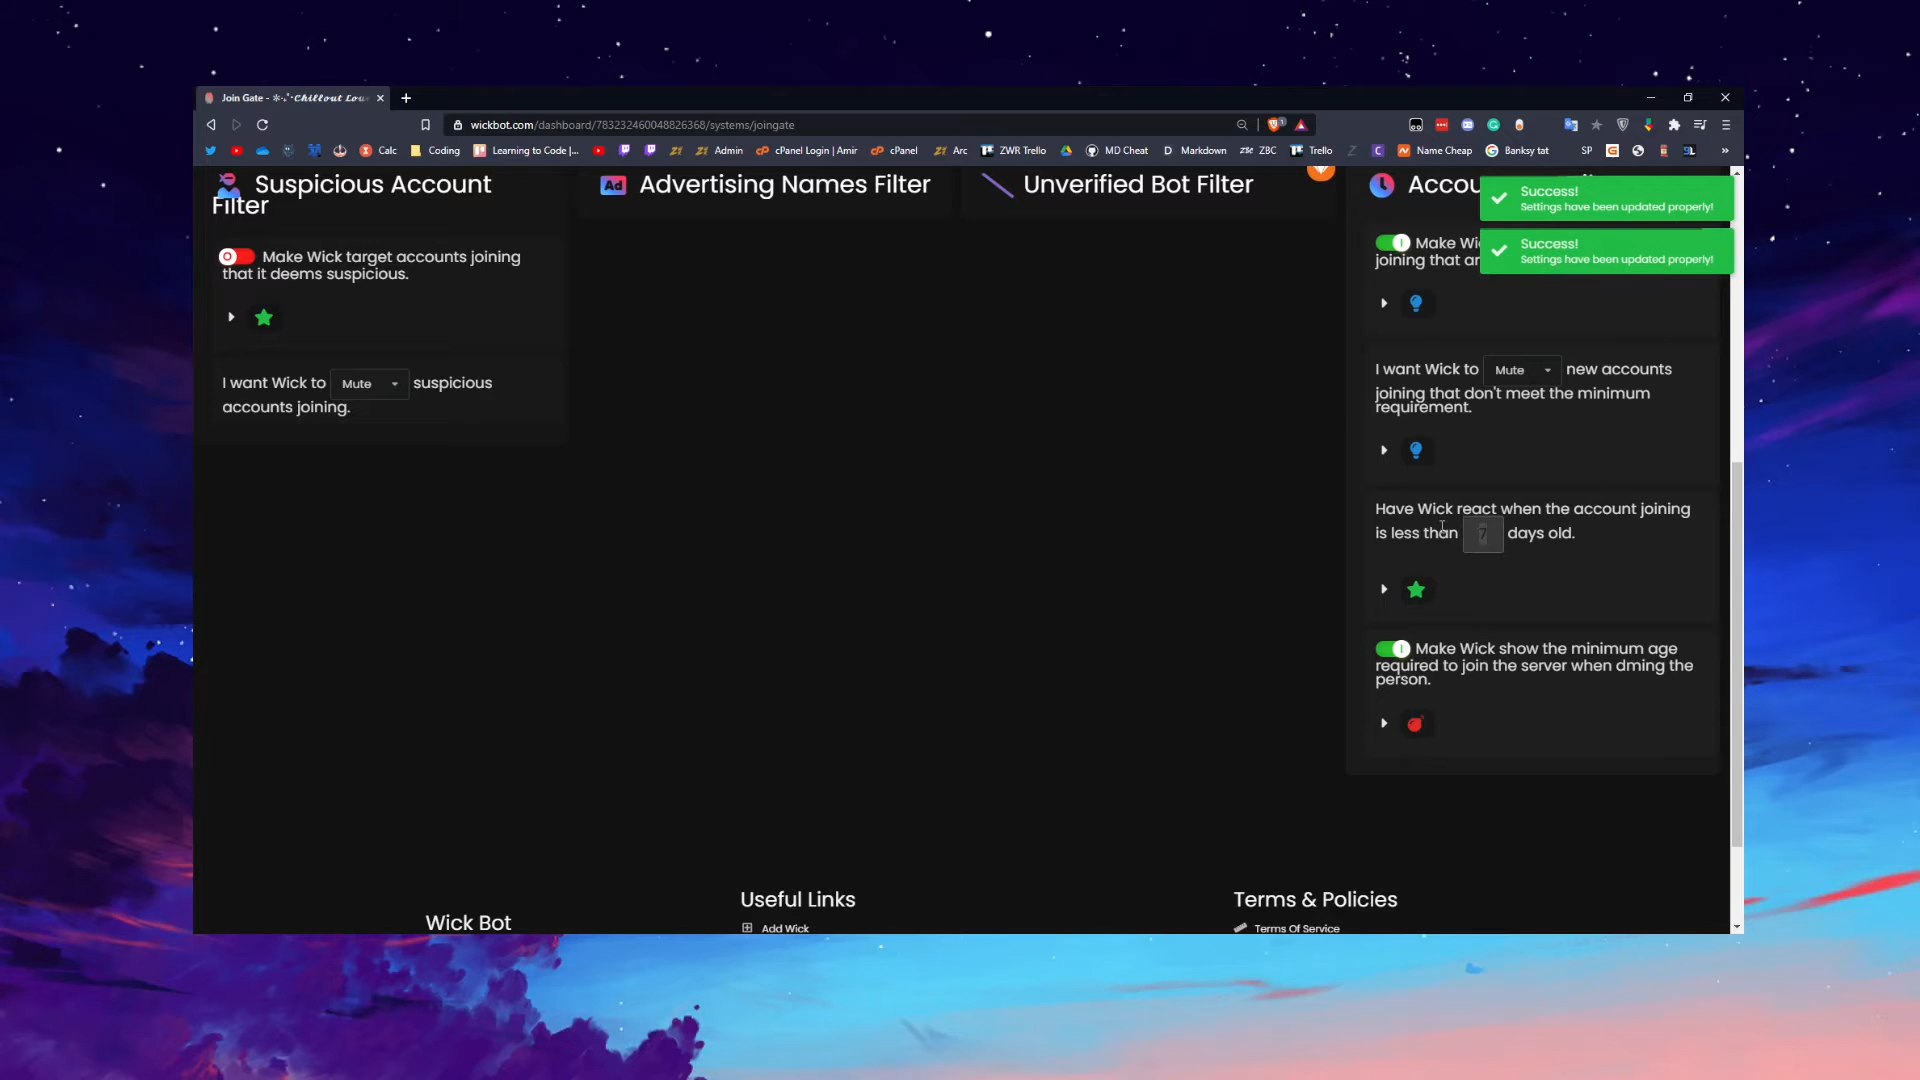 Join Gate - ✲⋆.˚𝓒𝓱𝓲𝓵𝓵𝓸𝓾𝓽 𝓛𝓸𝓾
wickbot.com/dashboard/783232460048826368/systems/joingate
Calc Coding Learning to Code |... Admin cPanel Login | Amir cPanel Arc ZWR Trello MD Cheat Markdown ZBC Trello Name Cheap Banksy tat SP
Suspicious Account
Filter
Make Wick target accounts joining
that it deems suspicious.
I want Wick to Mute suspicious
accounts joining.
Ad Advertising Names Filter
Unverified Bot Filter
Success!
Settings have been updated properly!
Success!
Settings have been updated properly!
I want Wick to Mute new accounts
joining that don't meet the minimum
requirement.
Have Wick react when the account joining
is less than 7 days old.
Make Wick show the minimum age
required to join the server when dming the
person.
Wick Bot
Useful Links
Add Wick
Terms & Policies
Terms Of Service